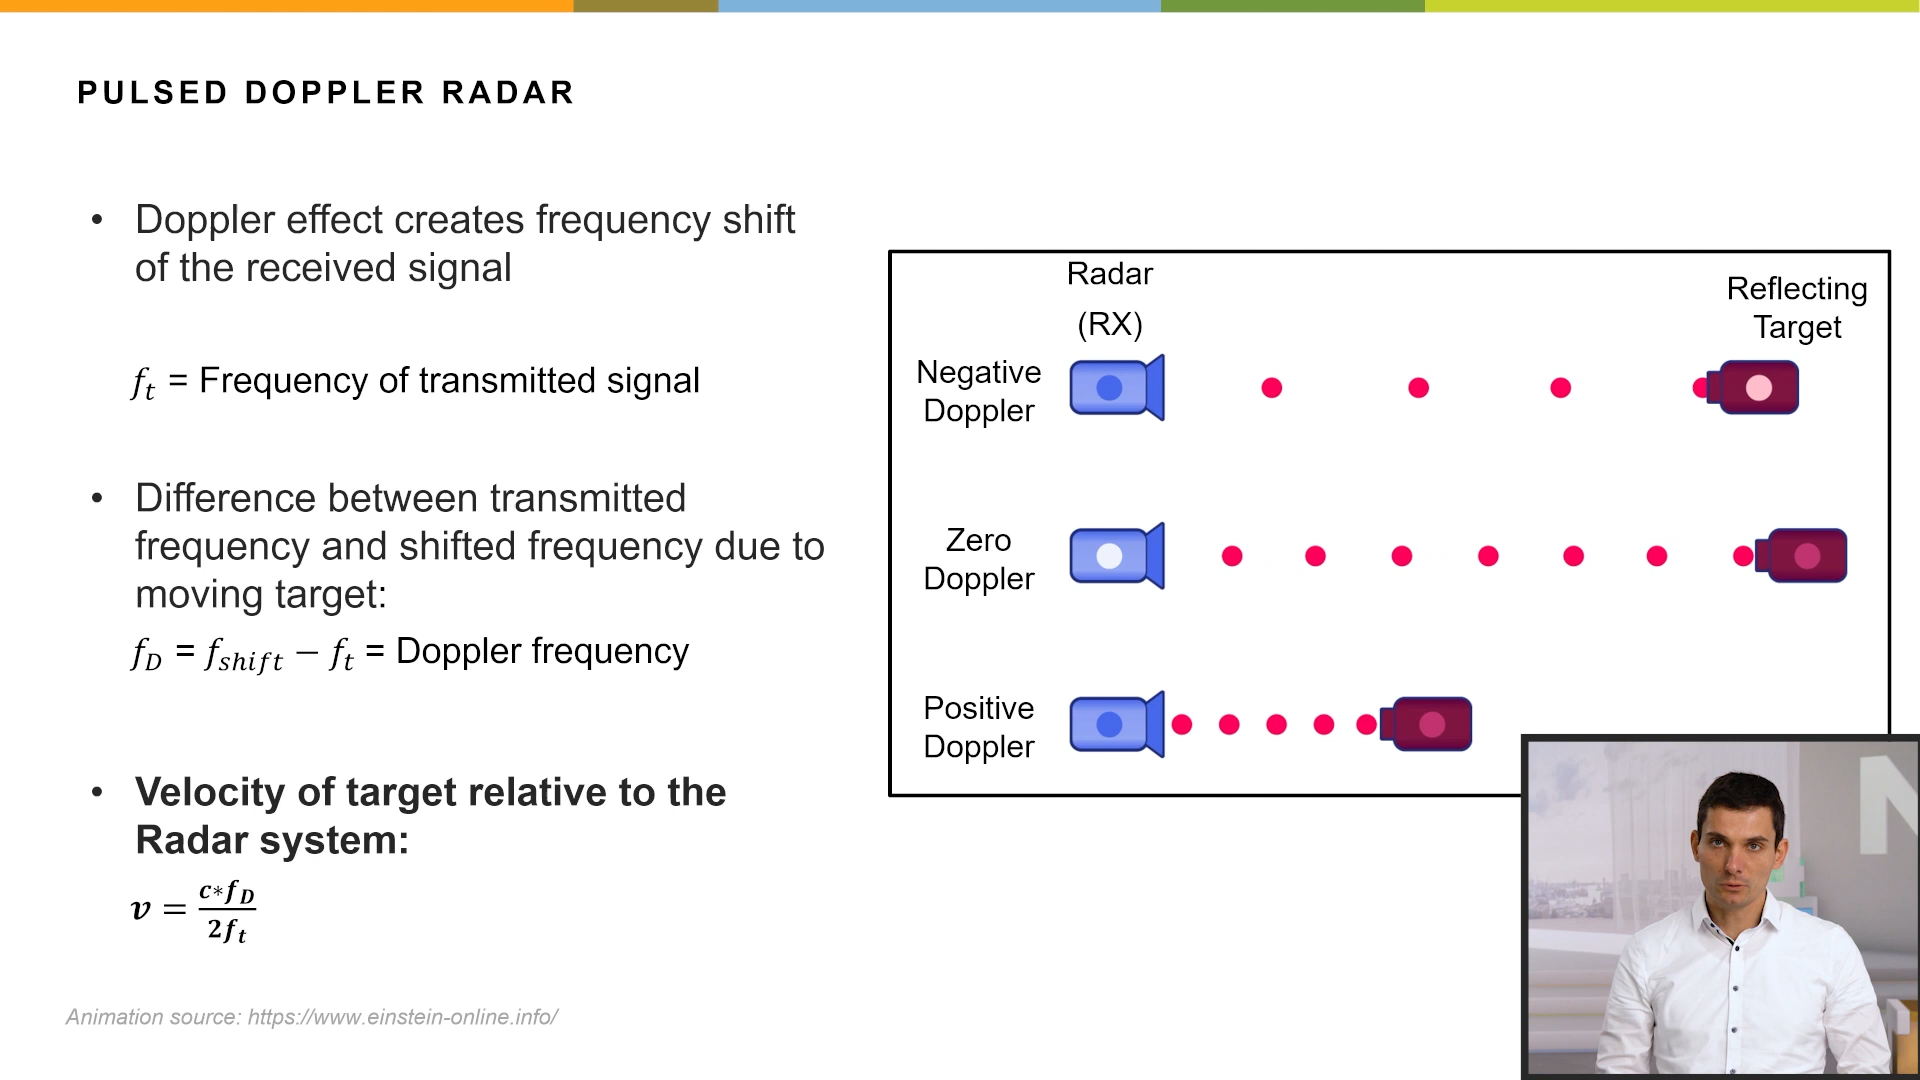 PULSED DOPPLER RADAR
• Doppler effect creates frequency shift
of the received signal
f_t = Frequency of transmitted signal
• Difference between transmitted
frequency and shifted frequency due to
moving target:
f_D = f_shift − f_t = Doppler frequency
• Velocity of target relative to the
Radar system:
v = c*f_D / 2f_t
Animation source: https://www.einstein-online.info/
Radar
(RX)
Reflecting
Target
Negative
Doppler
Zero
Doppler
Positive
Doppler
N